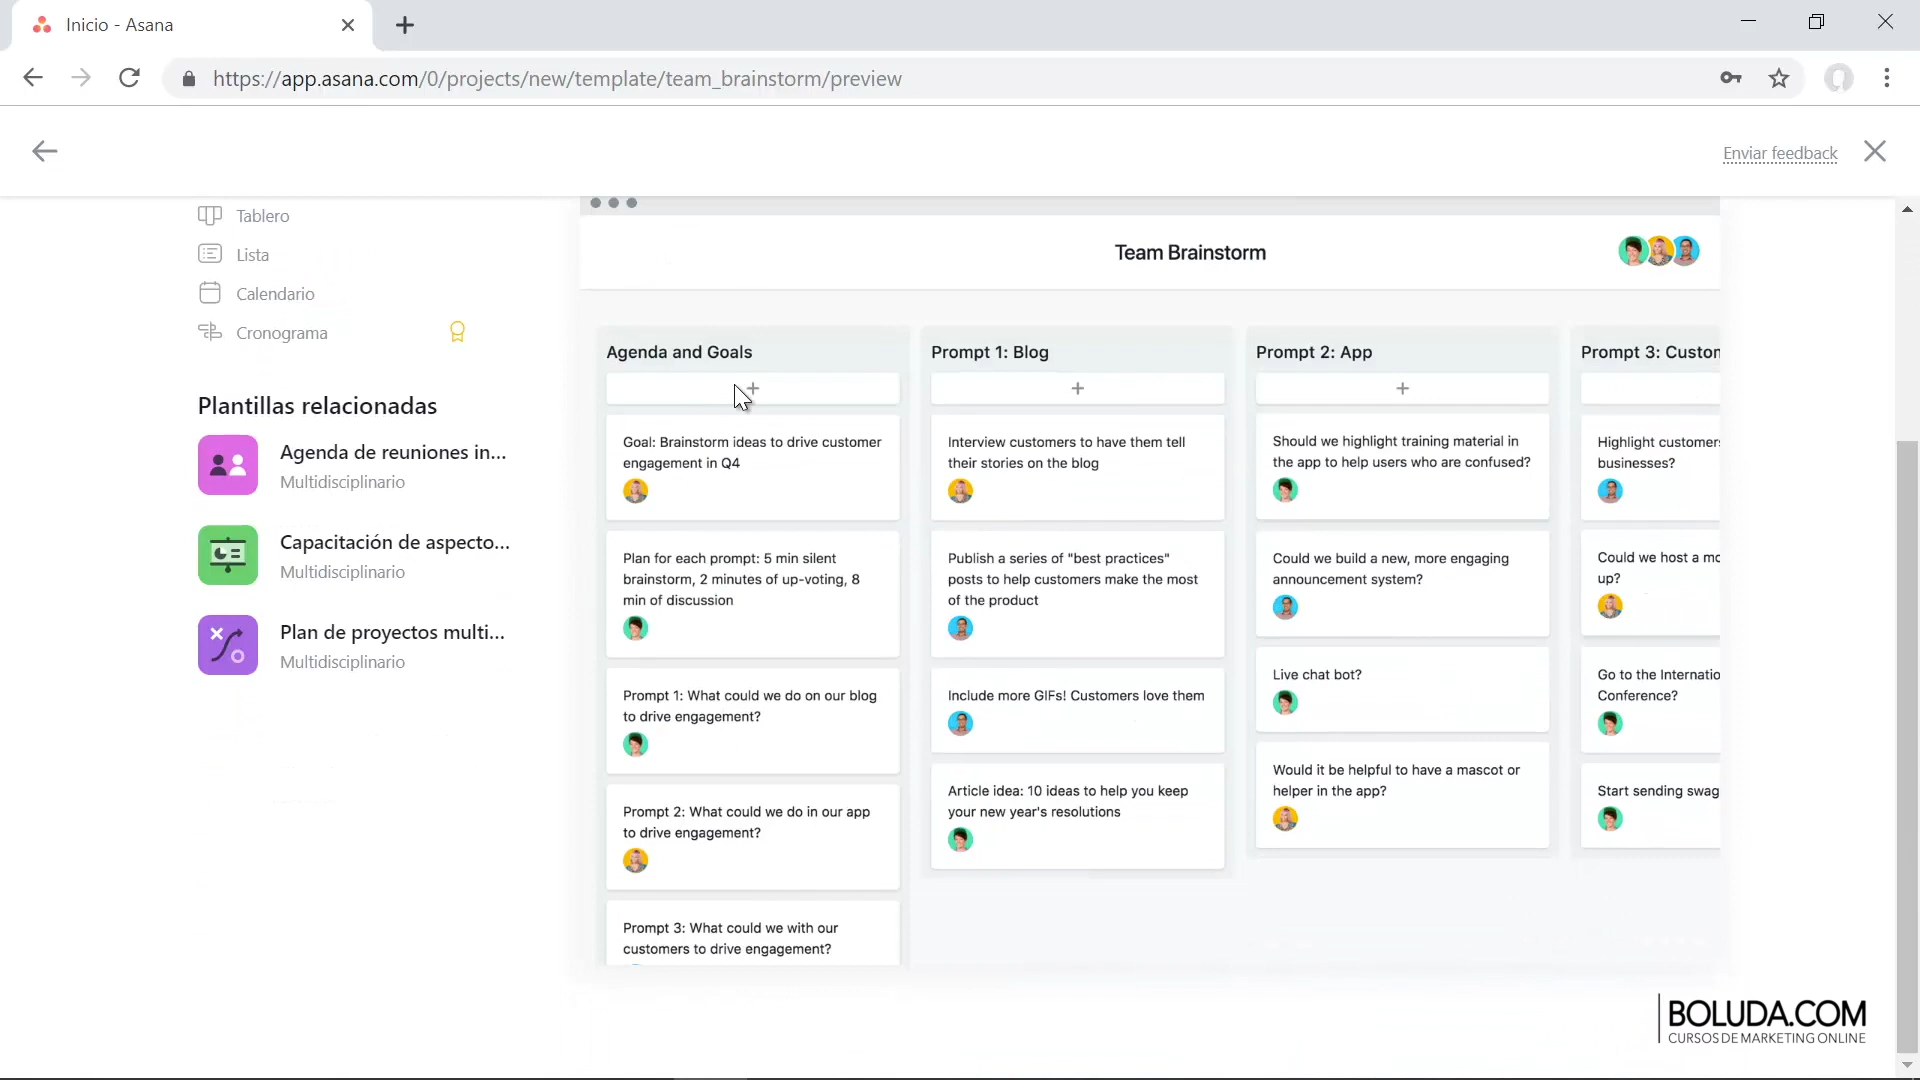 Inicio - Asana
https://app.asana.com/0/projects/new/template/team_brainstorm/preview
Enviar feedback
Tablero
Lista
Calendario
Cronograma
Plantillas relacionadas
Agenda de reuniones in...
Multidisciplinario
Capacitación de aspecto...
Multidisciplinario
Plan de proyectos multi...
Multidisciplinario
Team Brainstorm
Agenda and Goals
Goal: Brainstorm ideas to drive customer
engagement in Q4
Plan for each prompt: 5 min silent
brainstorm, 2 minutes of up-voting, 8
min of discussion
Prompt 1: What could we do on our blog
to drive engagement?
Prompt 2: What could we do in our app
to drive engagement?
Prompt 3: What could we with our
customers to drive engagement?
Prompt 1: Blog
Interview customers to have them tell
their stories on the blog
Publish a series of "best practices"
posts to help customers make the most
of the product
Include more GIFs! Customers love them
Article idea: 10 ideas to help you keep
your new year's resolutions
Prompt 2: App
Should we highlight training material in
the app to help users who are confused?
Could we build a new, more engaging
announcement system?
Live chat bot?
Would it be helpful to have a mascot or
helper in the app?
Prompt 3: Custon
Highlight customers
businesses?
Could we host a mo
up?
Go to the Internatio
Conference?
Start sending swag
BOLUDA.COM
CURSOS DE MARKETING ONLINE